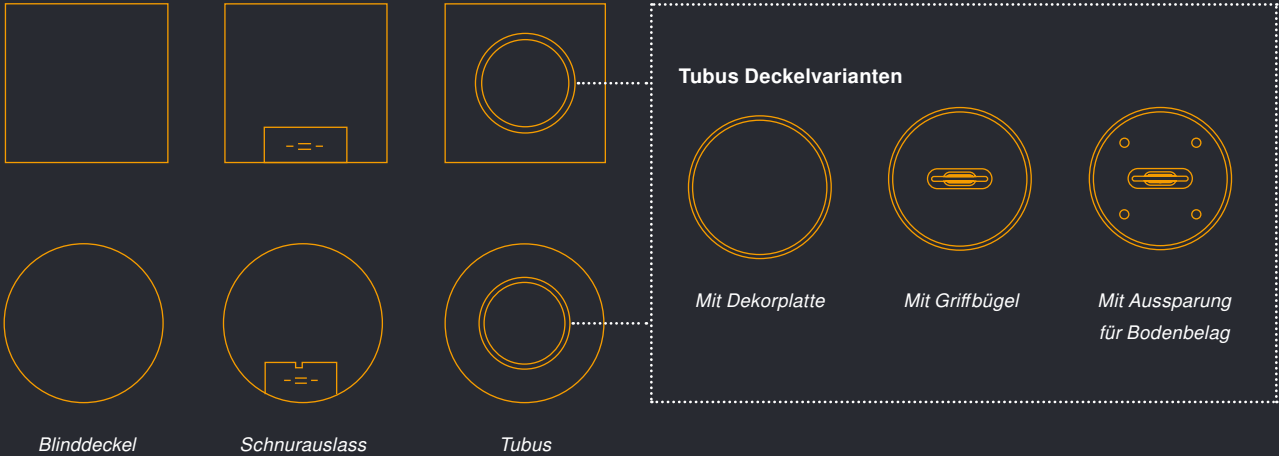 Tubus Deckelvarianten
Mit Dekorplatte
Mit Griffbügel
Mit Aussparung
für Bodenbelag
Blinddeckel
Schnurauslass
Tubus